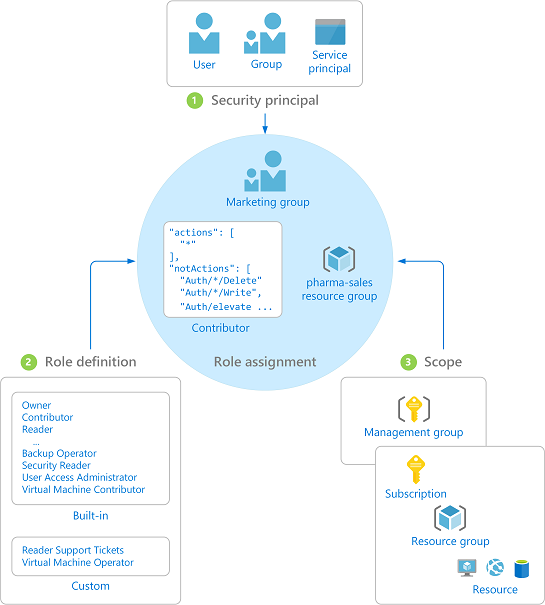 User
Group
Service
principal
1 Security principal
Marketing group
"actions": [
"*"
],
"notActions": [
"Auth/*/Delete"
"Auth/*/Write",
"Auth/elevate ...
Contributor
pharma-sales
resource group
Role assignment
2 Role definition
Owner
Contributor
Reader
...
Backup Operator
Security Reader
User Access Administrator
Virtual Machine Contributor
Built-in
Reader Support Tickets
Virtual Machine Operator
Custom
3 Scope
Management group
Subscription
Resource group
Resource